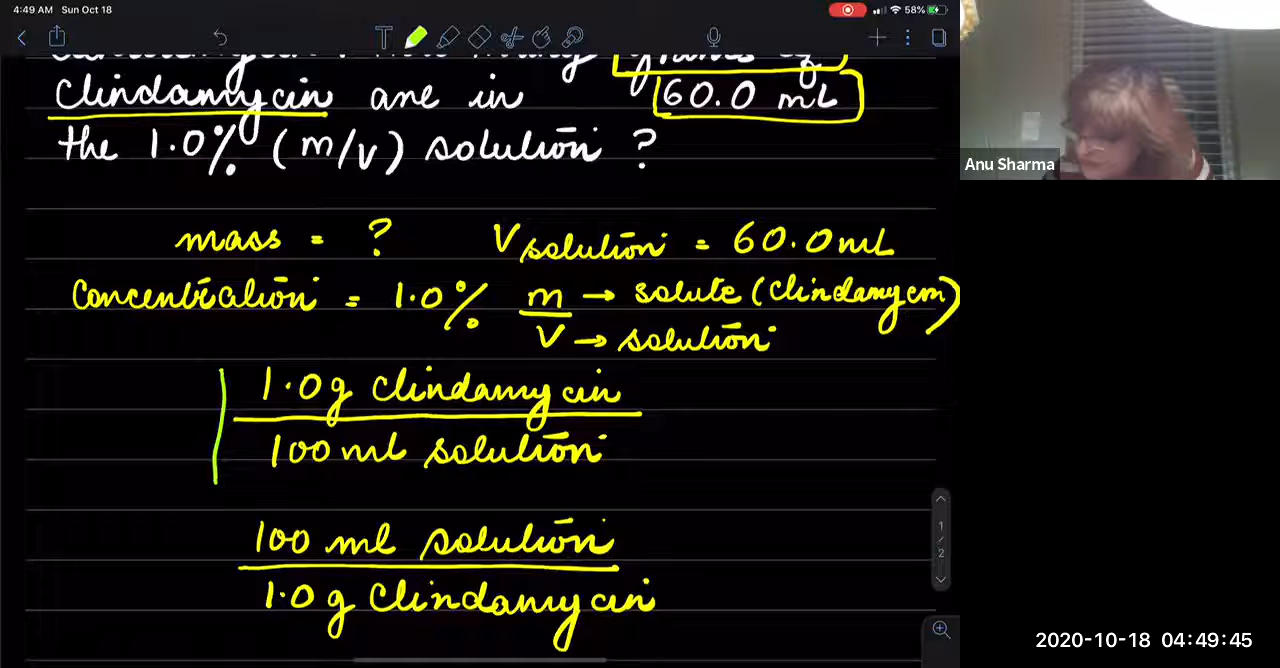 4:49 AM Sun Oct 18
58%
Clindamycin are in 60.0 mL
the 1.0% (m/v) solution ?
mass = ? V solution = 60.0 mL
Concentration = 1.0% m → solute (Clindamycin)
V → solution
1.0 g Clindamycin
100 ml solution
100 ml solution
1.0 g Clindamycin
1
/
2
Anu Sharma
2020-10-18 04:49:45